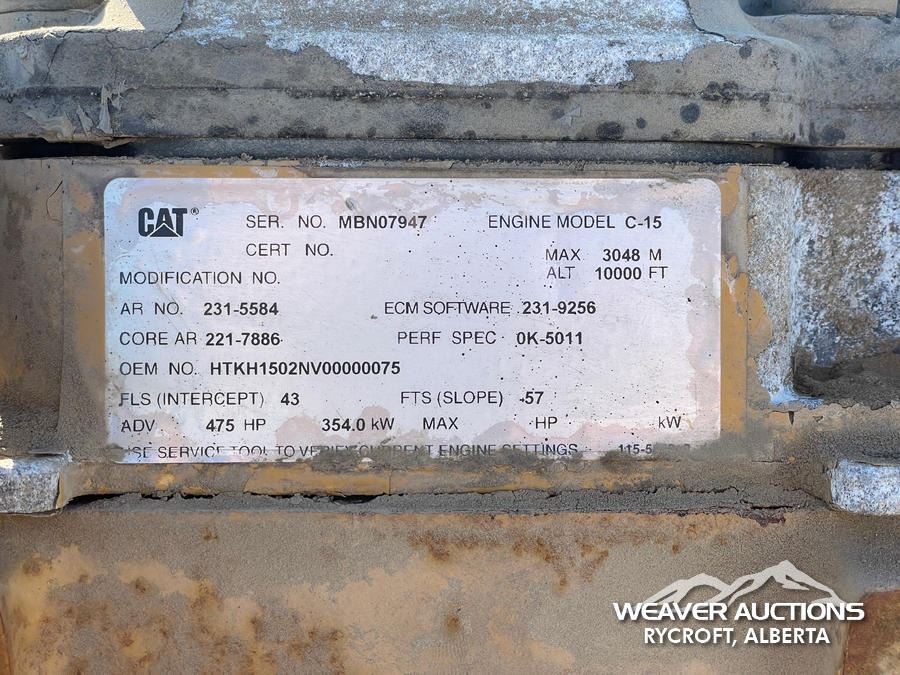 CAT® SER. NO. MBN07947 ENGINE MODEL C-15
CERT NO. MAX 3048 M
MODIFICATION NO. ALT 10000 FT
AR NO. 231-5584 ECM SOFTWARE 231-9256
CORE AR 221-7886 PERF SPEC 0K-5011
OEM NO. HTKH1502NV00000075
FLS (INTERCEPT) 43 FTS (SLOPE) -57
ADV 475 HP 354.0 kW MAX HP kW
USE SERVICE TOOL TO VERIFY CURRENT ENGINE SETTINGS
WEAVER AUCTIONS
RYCROFT, ALBERTA